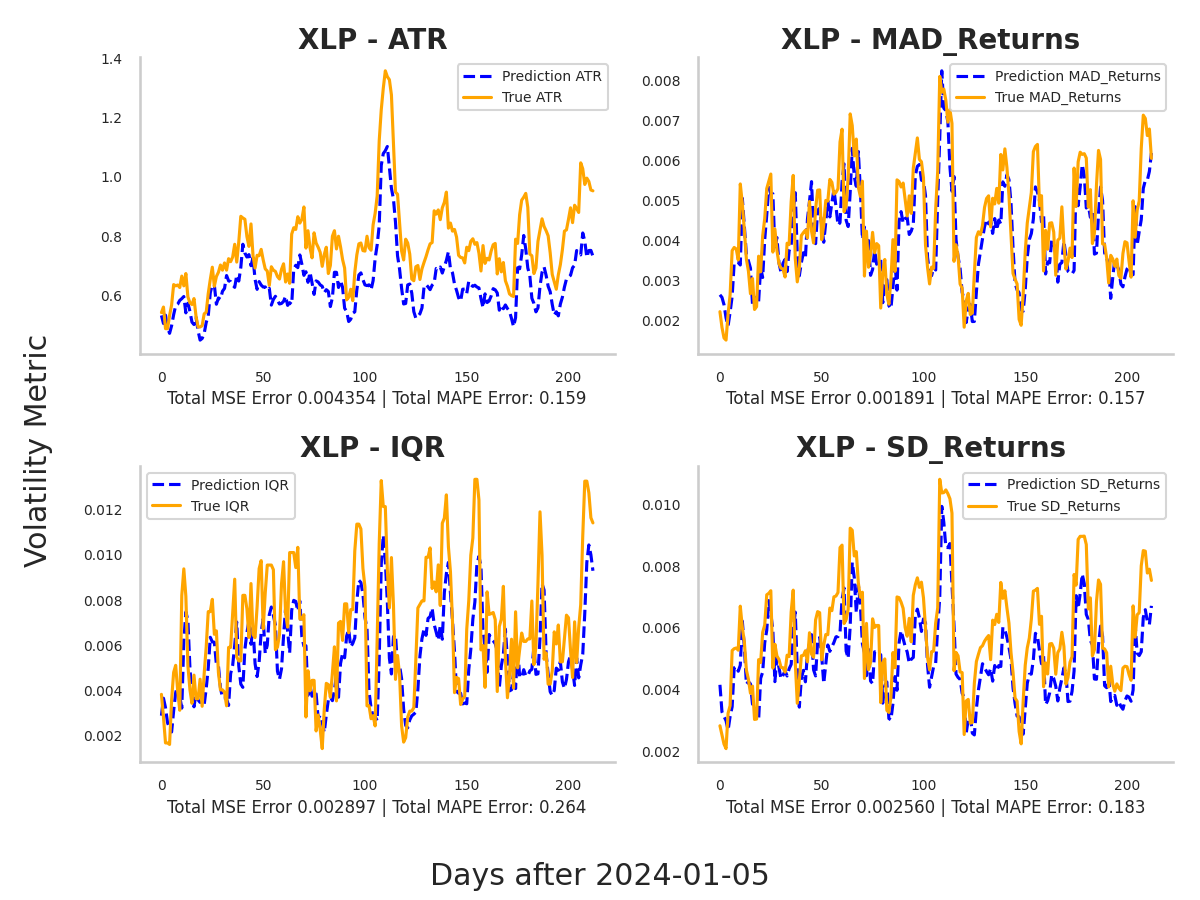 XLP - ATR
1.4
1.2
1.0
0.8
0.6
Prediction ATR
True ATR
0
50
100
150
200
Total MSE Error 0.004354 | Total MAPE Error: 0.159
XLP - MAD_Returns
0.008
0.007
0.006
0.005
0.004
0.003
0.002
Prediction MAD_Returns
True MAD_Returns
0
50
100
150
200
Total MSE Error 0.001891 | Total MAPE Error: 0.157
Volatility Metric
XLP - IQR
0.012
0.010
0.008
0.006
0.004
0.002
Prediction IQR
True IQR
0
50
100
150
200
Total MSE Error 0.002897 | Total MAPE Error: 0.264
XLP - SD_Returns
0.010
0.008
0.006
0.004
0.002
Prediction SD_Returns
True SD_Returns
0
50
100
150
200
Total MSE Error 0.002560 | Total MAPE Error: 0.183
Days after 2024-01-05